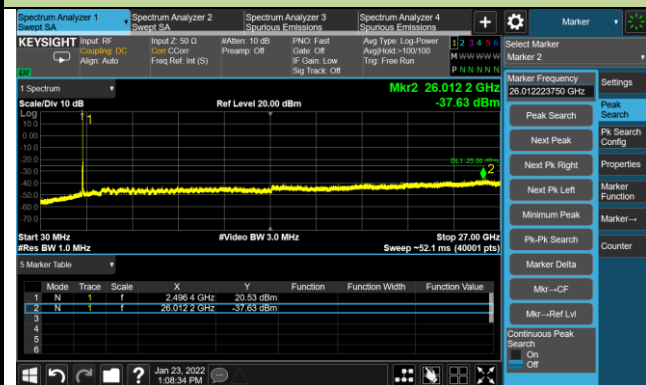 Spectrum Analyzer 1
Swept SA
Spectrum Analyzer 2
Swept SA
Spectrum Analyzer 3
Spurious Emissions
Spectrum Analyzer 4
Spurious Emissions
+
Marker
KEYSIGHT
Input: RF
Coupling: DC
Align: Auto
Input Z: 50 Ω
Corr CCorr
Freq Ref: Int (S)
#Atten: 10 dB
Preamp: Off
PNO: Fast
Gate: Off
IF Gain: Low
Sig Track: Off
Avg Type: Log-Power
Avg|Hold:>100/100
Trig: Free Run
1 2 3 4 5 6
M W W W W W
P N N N N N
LV
Select Marker
Marker 2
1 Spectrum
Scale/Div 10 dB
Log
Ref Level 20.00 dBm
Mkr2 26.012 2 GHz
-37.63 dBm
10.0
0.00
-10.0
-20.0
-30.0
-40.0
-50.0
-60.0
-70.0
1
DL1 -25.00 dBm
2
Start 30 MHz
#Res BW 1.0 MHz
#Video BW 3.0 MHz
Stop 27.00 GHz
Sweep ~52.1 ms (40001 pts)
5 Marker Table
Mode Trace Scale X Y Function Function Width Function Value
1 N 1 f 2.496 4 GHz 20.53 dBm
2 N 1 f 26.012 2 GHz -37.63 dBm
3
4
5
6
Marker Frequency
26.012223750 GHz
Peak Search
Next Peak
Next Pk Right
Next Pk Left
Minimum Peak
Pk-Pk Search
Marker Delta
Mkr→CF
Mkr→Ref Lvl
Continuous Peak
Search
On
Off
Settings
Peak
Search
Pk Search
Config
Properties
Marker
Function
Marker→
Counter
?
Jan 23, 2022
1:08:34 PM